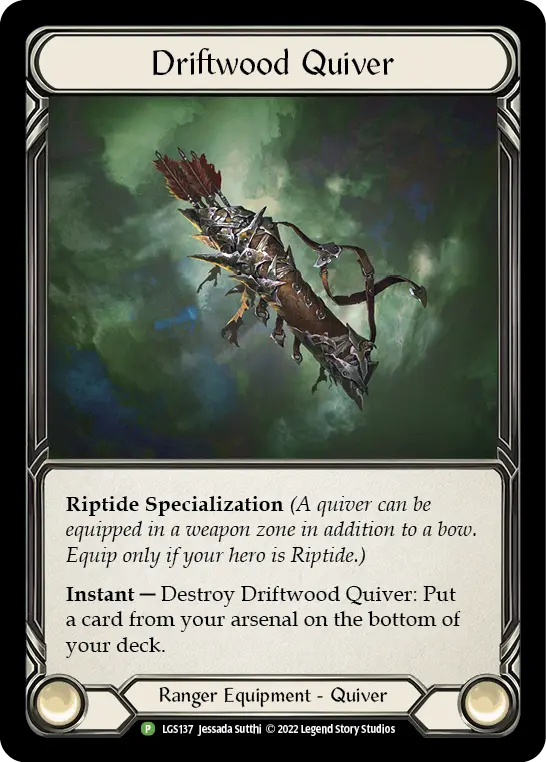 Driftwood Quiver
Riptide Specialization (A quiver can be
equipped in a weapon zone in addition to a bow.
Equip only if your hero is Riptide.)
Instant — Destroy Driftwood Quiver: Put
a card from your arsenal on the bottom of
your deck.
Ranger Equipment - Quiver
P LGS137 Jessada Sutthi © 2022 Legend Story Studios